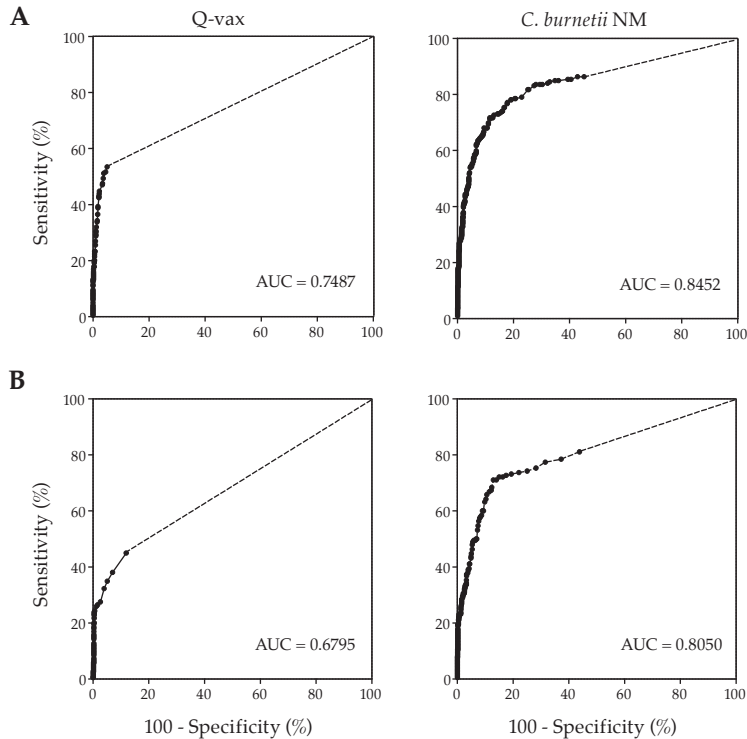 A
Q-vax
C. burnetii NM
Sensitivity (%)
100
80
60
40
20
0
AUC = 0.7487
0 20 40 60 80 100
100
80
60
40
20
0
AUC = 0.8452
0 20 40 60 80 100
B
Sensitivity (%)
100
80
60
40
20
0
AUC = 0.6795
0 20 40 60 80 100
100 - Specificity (%)
100
80
60
40
20
0
AUC = 0.8050
0 20 40 60 80 100
100 - Specificity (%)